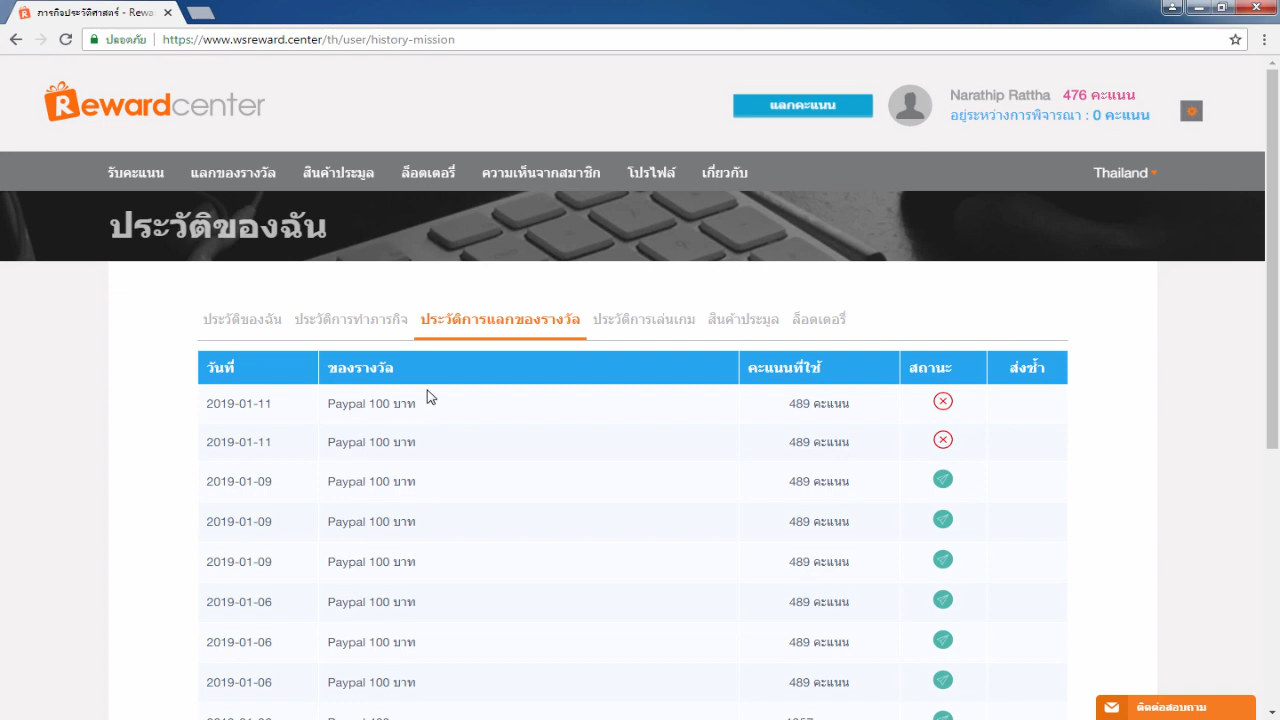 ภารกิจประวัติศาสตร์ - Rewa
ปลอดภัย https://www.wsreward.center/th/user/history-mission
Rewardcenter
แลกคะแนน
Narathip Rattha 476 คะแนน
อยู่ระหว่างการพิจารณา : 0 คะแนน
รับคะแนน แลกของรางวัล สินค้าประมูล ล็อตเตอรี่ ความเห็นจากสมาชิก โปรไฟล์ เกี่ยวกับ Thailand
ประวัติของฉัน
ประวัติของฉัน ประวัติการทำภารกิจ ประวัติการแลกของรางวัล ประวัติการเล่นเกม สินค้าประมูล ล็อตเตอรี่
วันที่ ของรางวัล คะแนนที่ใช้ สถานะ ส่งซ้ำ
2019-01-11 Paypal 100 บาท 489 คะแนน
2019-01-11 Paypal 100 บาท 489 คะแนน
2019-01-09 Paypal 100 บาท 489 คะแนน
2019-01-09 Paypal 100 บาท 489 คะแนน
2019-01-09 Paypal 100 บาท 489 คะแนน
2019-01-06 Paypal 100 บาท 489 คะแนน
2019-01-06 Paypal 100 บาท 489 คะแนน
2019-01-06 Paypal 100 บาท 489 คะแนน
ติดต่อสอบถาม